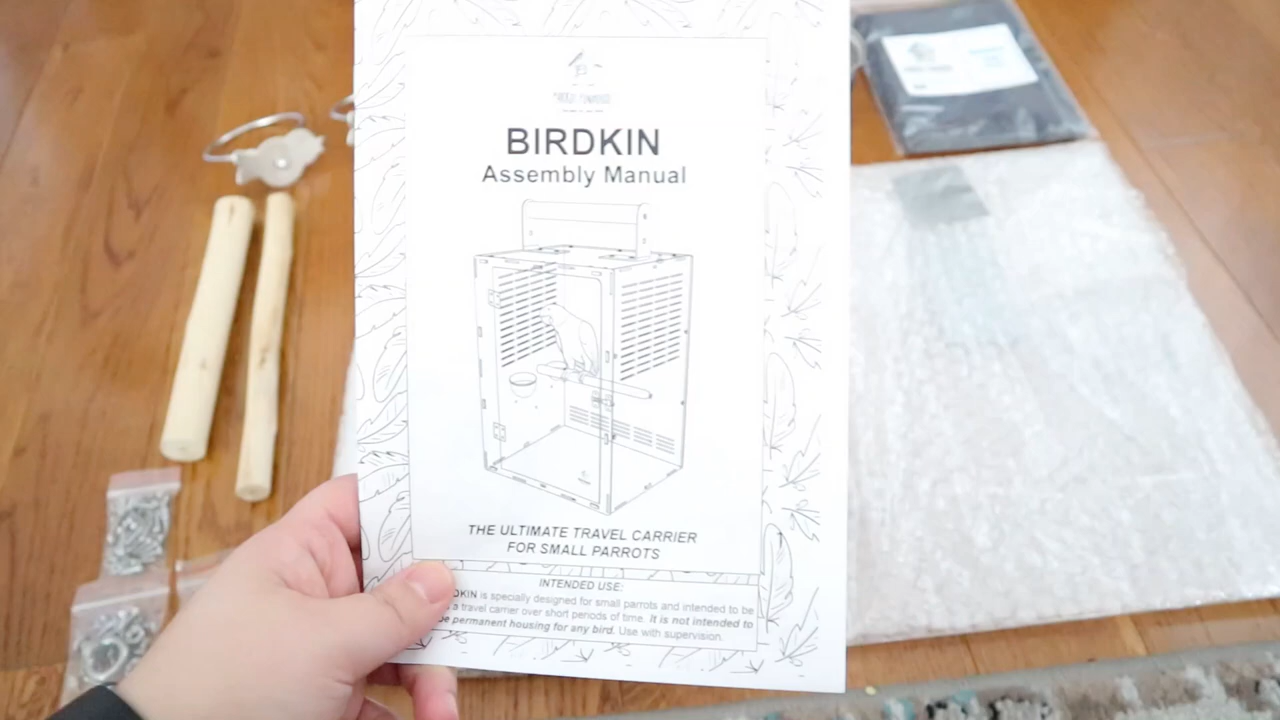 BIRDKIN
Assembly Manual
THE ULTIMATE TRAVEL CARRIER
FOR SMALL PARROTS
INTENDED USE:
DKIN is specially designed for small parrots and intended to be
a travel carrier over short periods of time. It is not intended to
be permanent housing for any bird. Use with supervision.